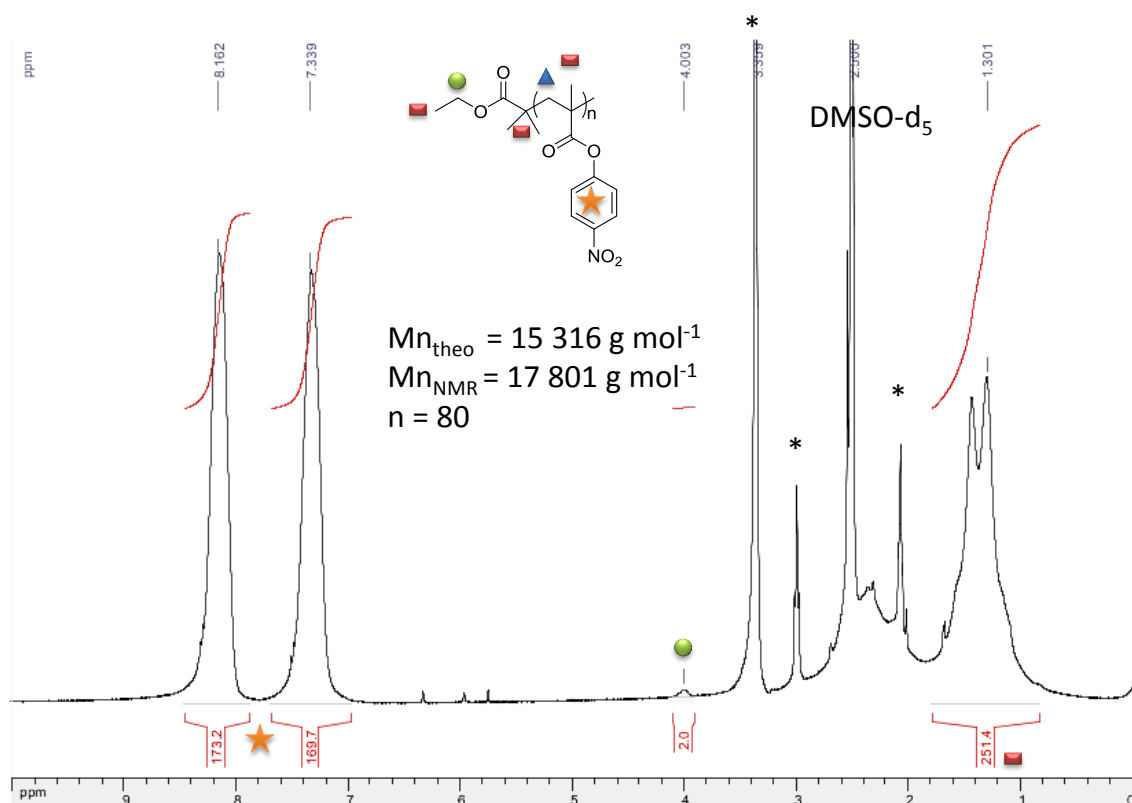 *
ppm
8.162
7.339
4.003
3.359
2.500
1.301
DMSO-d5
O
O
n
O
O
NO2
Mntheo = 15 316 g mol-1
MnNMR = 17 801 g mol-1
n = 80
*
*
173.2
169.7
2.0
251.4
ppm
9
8
7
6
5
4
3
2
1
0